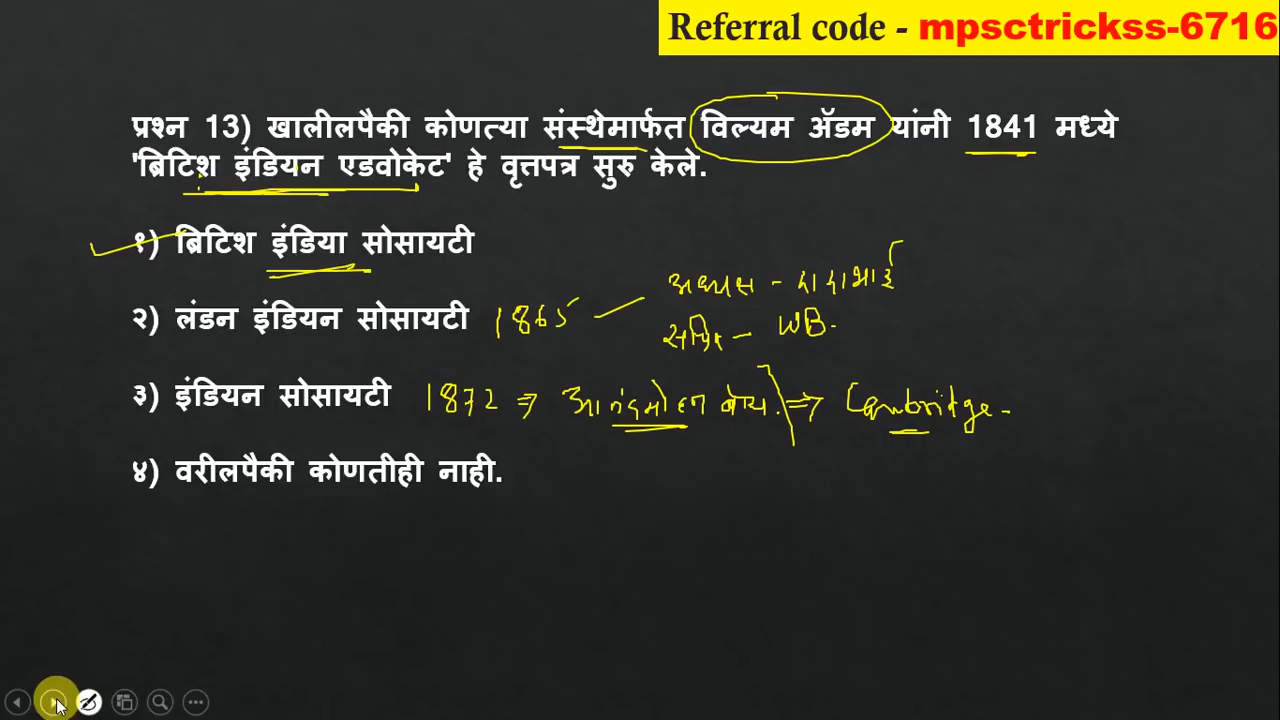 Referral code - mpsctrickss-6716
प्रश्न 13) खालीलपैकी कोणत्या संस्थेमार्फत विल्यम ॲडम यांनी 1841 मध्ये
'ब्रिटिश इंडियन एडवोकेट' हे वृत्तपत्र सुरु केले.
१) ब्रिटिश इंडिया सोसायटी
अध्यक्ष - दादाभाई
२) लंडन इंडियन सोसायटी 1865
सचिव - WB.
३) इंडियन सोसायटी 1872 ⇒ आनंदमोहन बोस ⇒ Cambridge.
४) वरीलपैकी कोणतीही नाही.